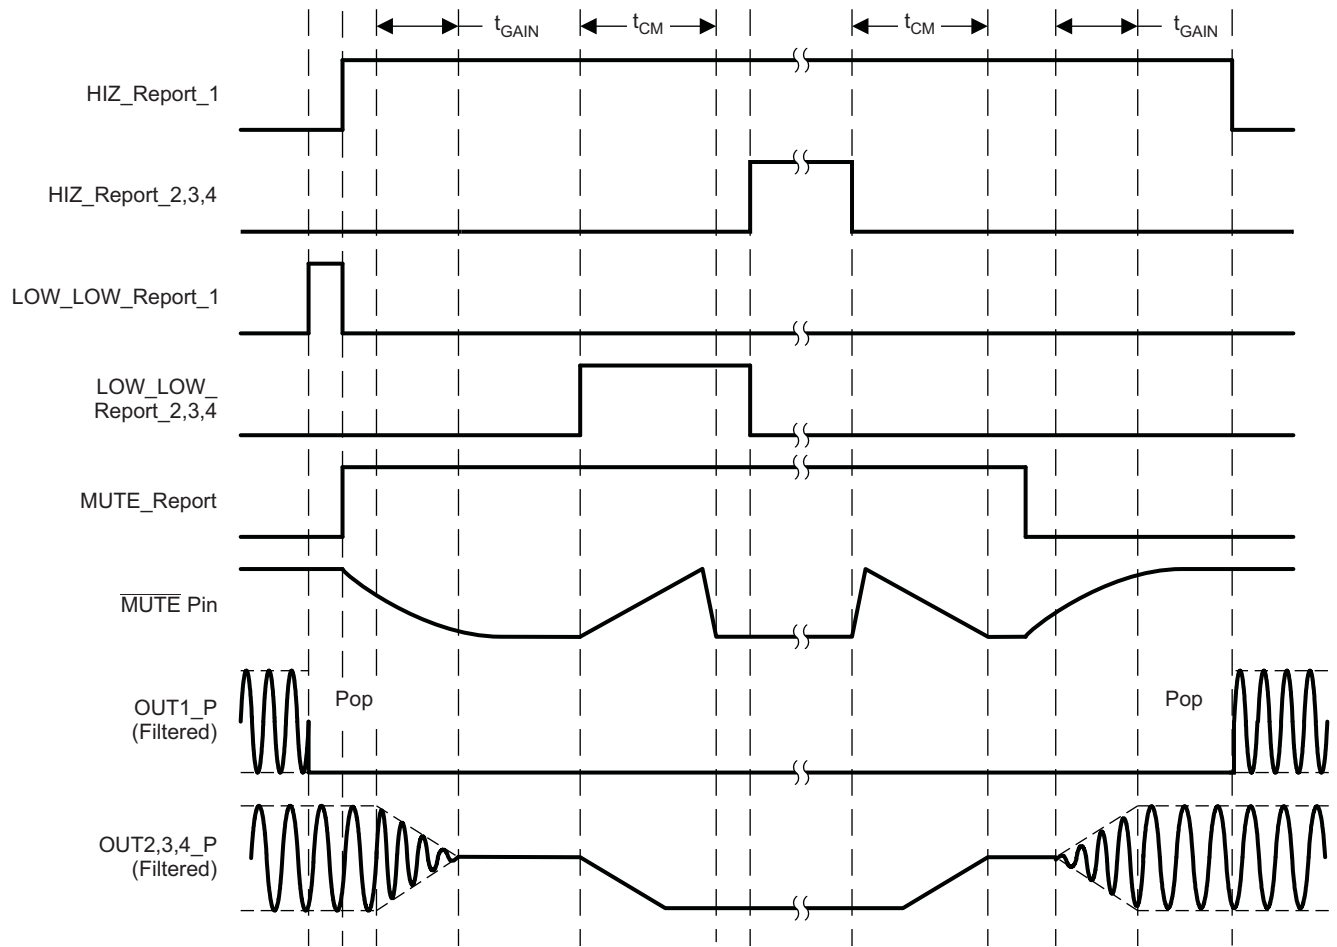 tGAIN
tCM
tCM
tGAIN
HIZ_Report_1
HIZ_Report_2,3,4
LOW_LOW_Report_1
LOW_LOW_
Report_2,3,4
MUTE_Report
MUTE Pin
Pop
Pop
OUT1_P
(Filtered)
OUT2,3,4_P
(Filtered)